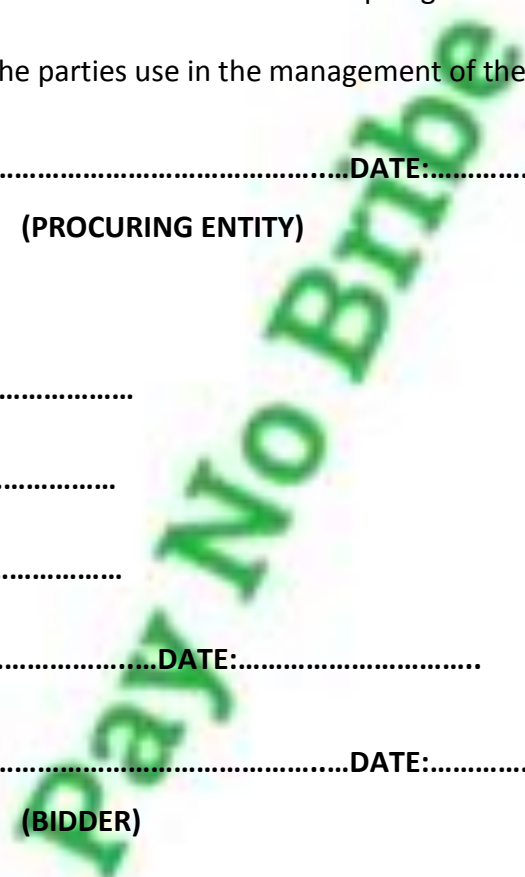 he parties use in the management of the
........................................................DATE:................
(PROCURING ENTITY)
........................
.....................
......................
...........................DATE:..........................................
........................................................DATE:................
(BIDDER)
Pay No Bribe